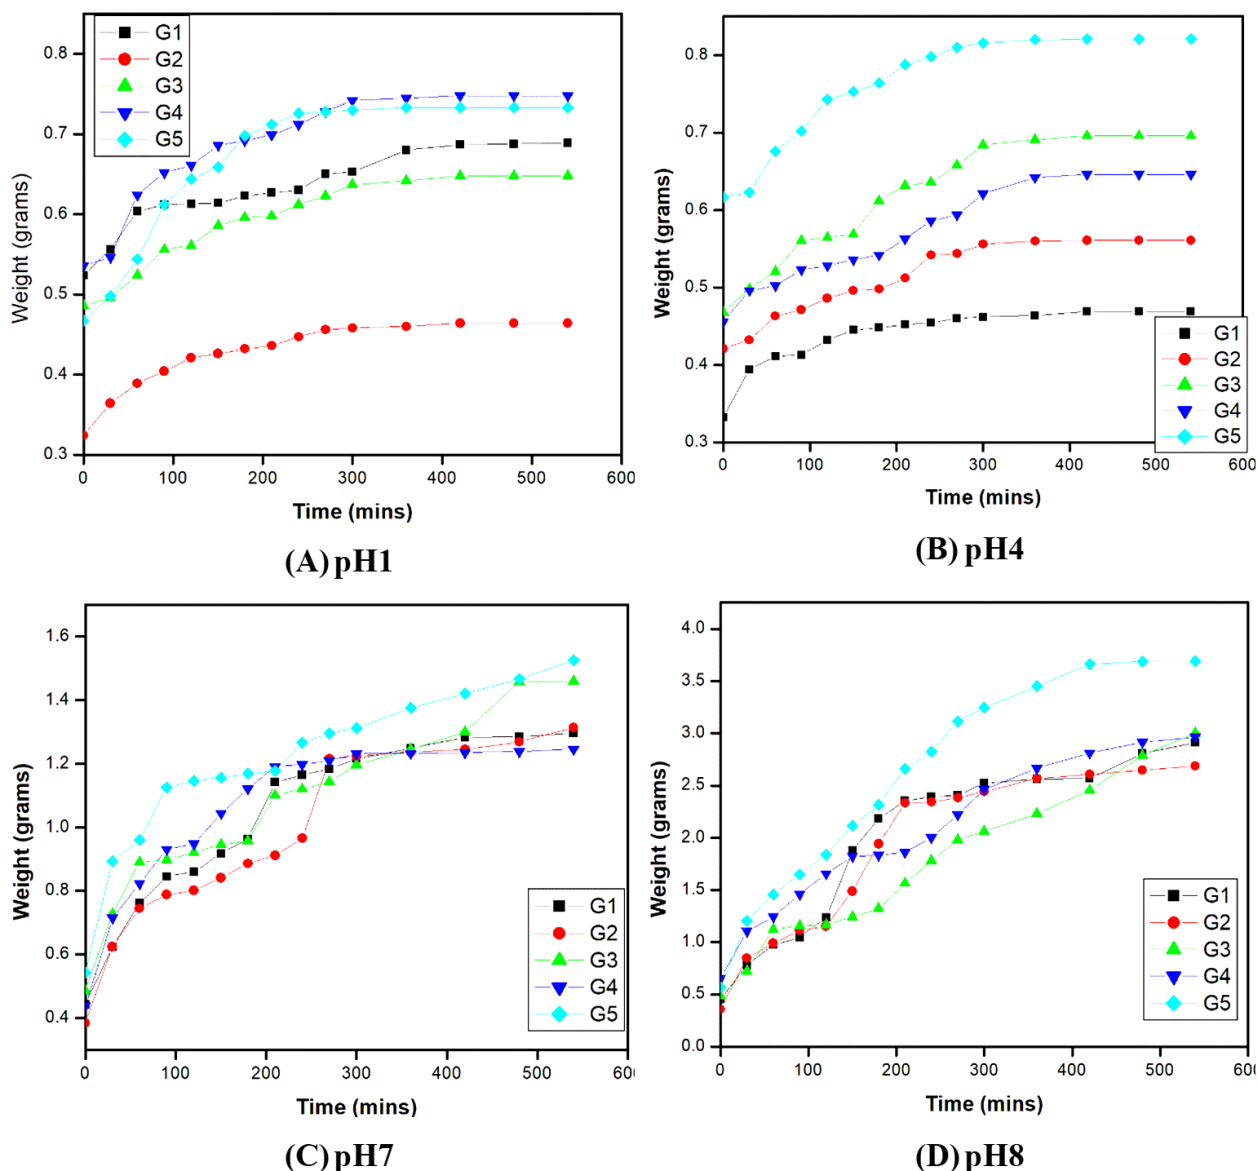 G1
G2
G3
G4
G5
0.8
0.7
0.6
0.5
0.4
0.3
Weight (grams)
0 100 200 300 400 500 600
Time (mins)
(A) pH1
0.8
0.7
0.6
0.5
0.4
0.3
Weight (grams)
G1
G2
G3
G4
G5
0 100 200 300 400 500 600
Time (mins)
(B) pH4
1.6
1.4
1.2
1.0
0.8
0.6
0.4
Weight (grams)
G1
G2
G3
G4
G5
0 100 200 300 400 500 600
Time (mins)
(C) pH7
4.0
3.5
3.0
2.5
2.0
1.5
1.0
0.5
0.0
Weight (grams)
G1
G2
G3
G4
G5
0 100 200 300 400 500 600
Time (mins)
(D) pH8